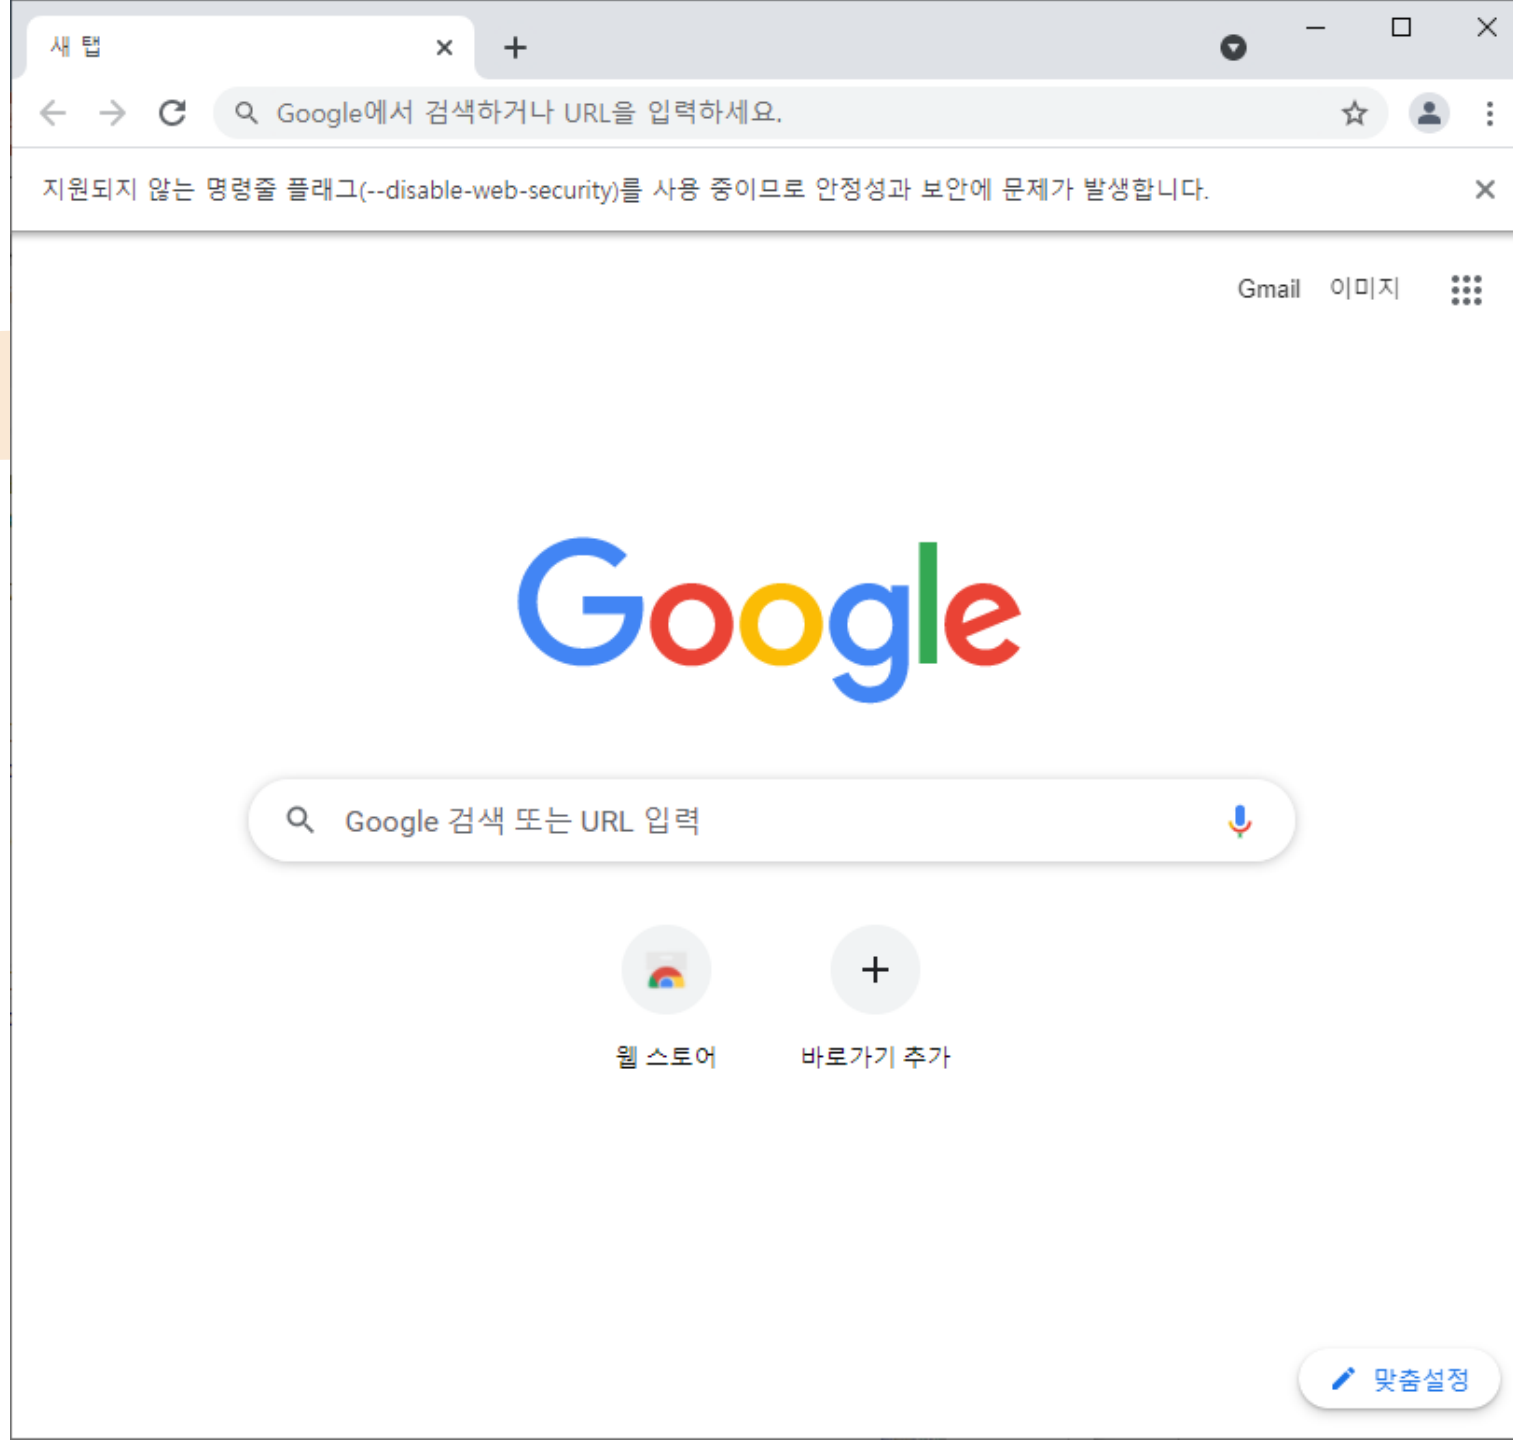 새 탭
Google에서 검색하거나 URL을 입력하세요.
지원되지 않는 명령줄 플래그(--disable-web-security)를 사용 중이므로 안정성과 보안에 문제가 발생합니다.
Gmail 이미지
Google
Google 검색 또는 URL 입력
웹 스토어 바로가기 추가
맞춤설정